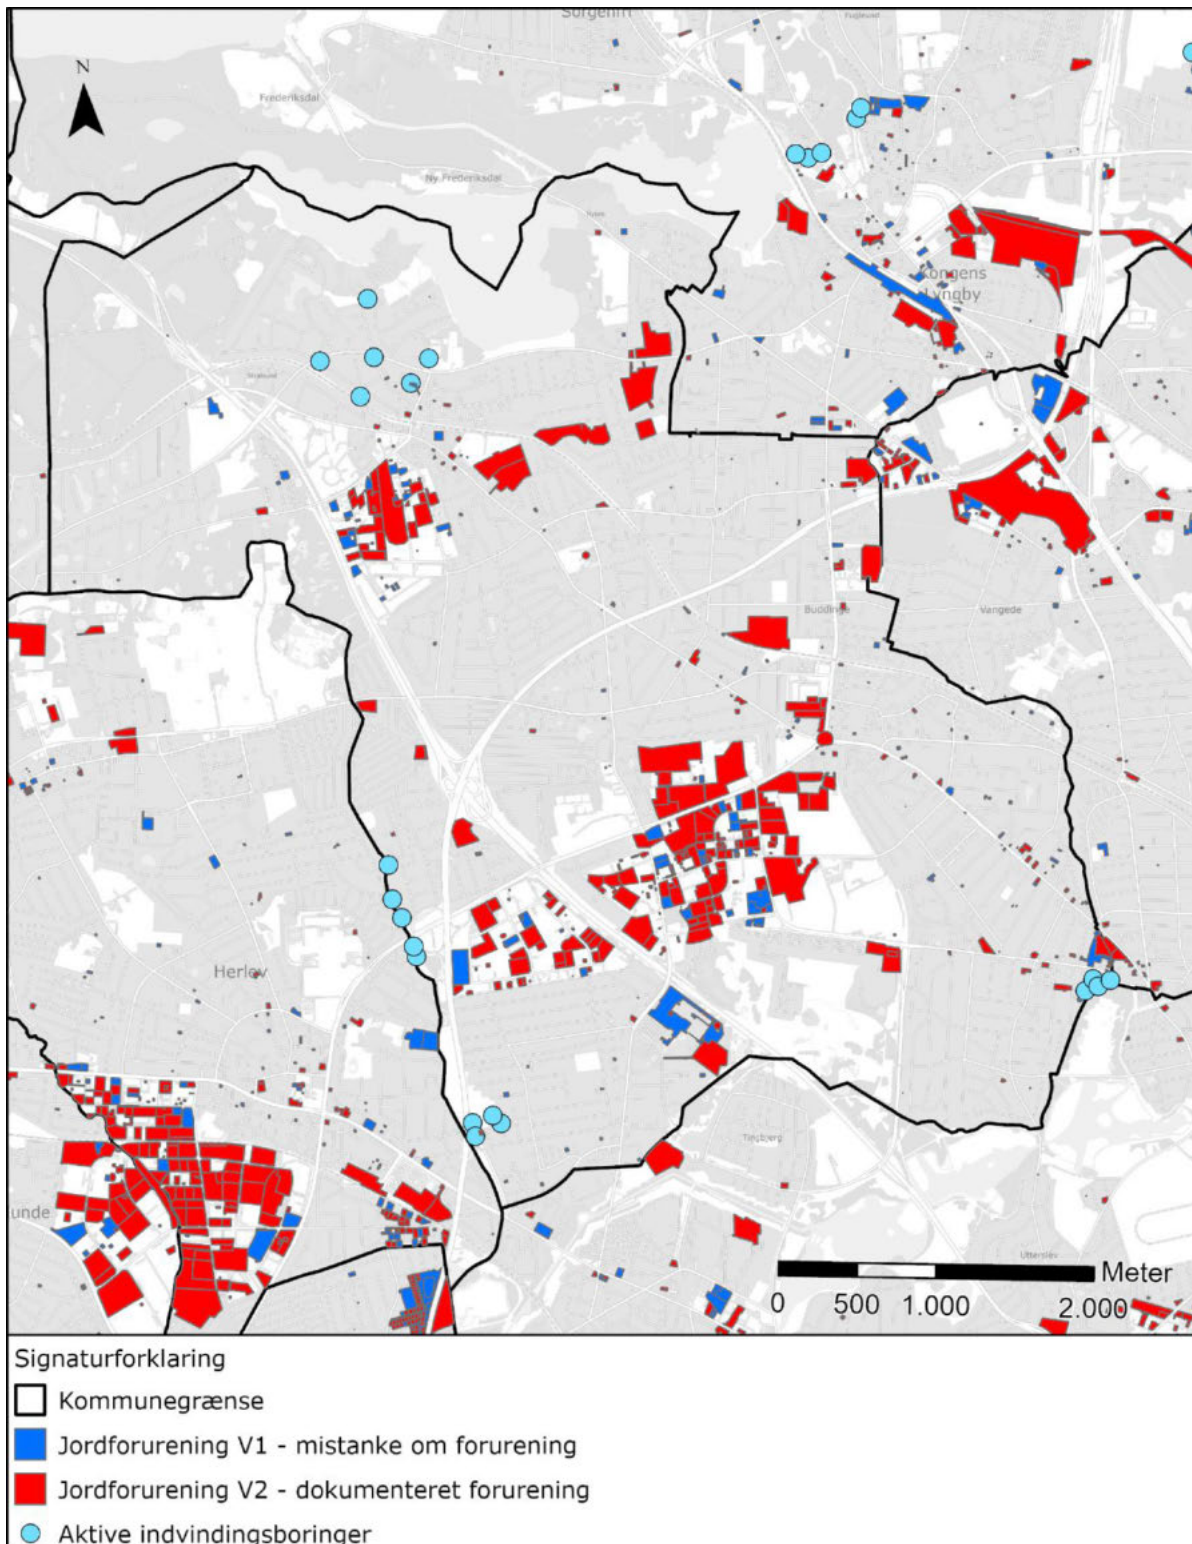 Sorgenfri
Fuglevad
N
Frederiksdal
Ny Frederiksdal
Kongens
Lyngby
Buddinge
Vangede
Herlev
Tingbjerg
unde
Utterslev
Meter
0 500 1.000 2.000
Signaturforklaring
Kommunegrænse
Jordforurening V1 - mistanke om forurening
Jordforurening V2 - dokumenteret forurening
Aktive indvindingsboringer